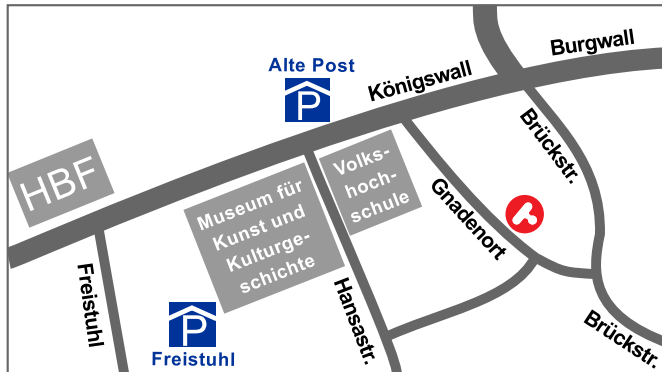 Burgwall
Alte Post
P
Königswall
Brückstr.
HBF
Volks-
hoch-
schule
Museum für
Kunst und
Kulturge-
schichte
Gnadenort
Freistuhl
Hansastr.
P
Freistuhl
Brückstr.